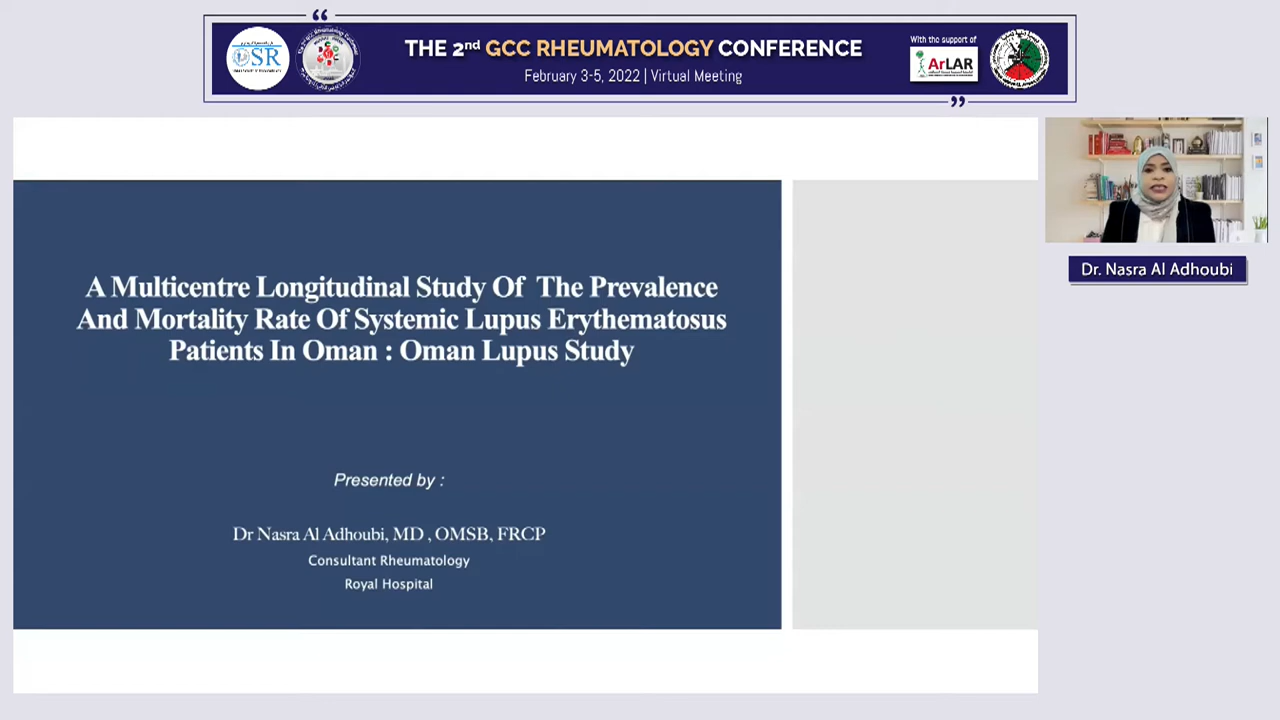 THE 2nd GCC RHEUMATOLOGY CONFERENCE
February 3-5, 2022 | Virtual Meeting
With the support of
SR
ArLAR
Dr. Nasra Al Adhoubi
A Multicentre Longitudinal Study Of The Prevalence
And Mortality Rate Of Systemic Lupus Erythematosus
Patients In Oman : Oman Lupus Study
Presented by :
Dr Nasra Al Adhoubi, MD , OMSB, FRCP
Consultant Rheumatology
Royal Hospital